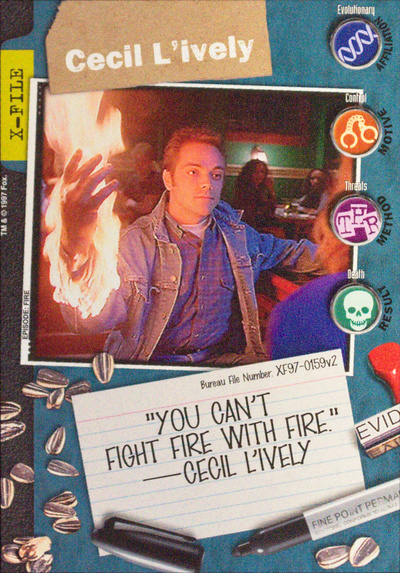 Cecil L'ively
X-FILE
TM & © 1997 Fox.
EPISODE: FIRE
Evolutionary
AFFILIATION
Control
MOTIVE
Threats
METHOD
Death
RESULT
Bureau File Number: XF97-0159v2
"YOU CAN'T
FIGHT FIRE WITH FIRE."
—CECIL L'IVELY
EVID
FINE POINT PERMA